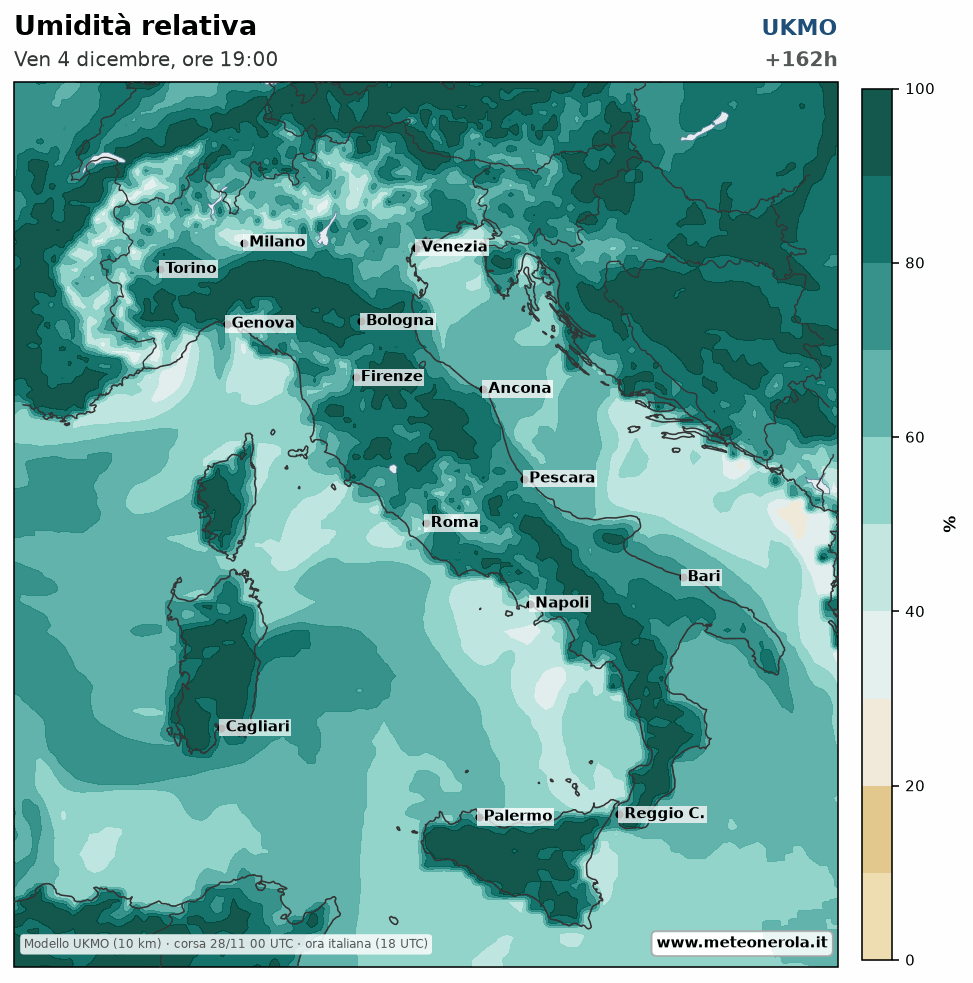 Umidità relativa
UKMO
Ven 4 dicembre, ore 19:00
+162h
100
80
60
40
20
0
%
Milano
Venezia
Torino
Genova
Bologna
Firenze
Ancona
Pescara
Roma
Bari
Napoli
Cagliari
Palermo
Reggio C.
Modello UKMO (10 km) · corsa 28/11 00 UTC · ora italiana (18 UTC)
www.meteonerola.it